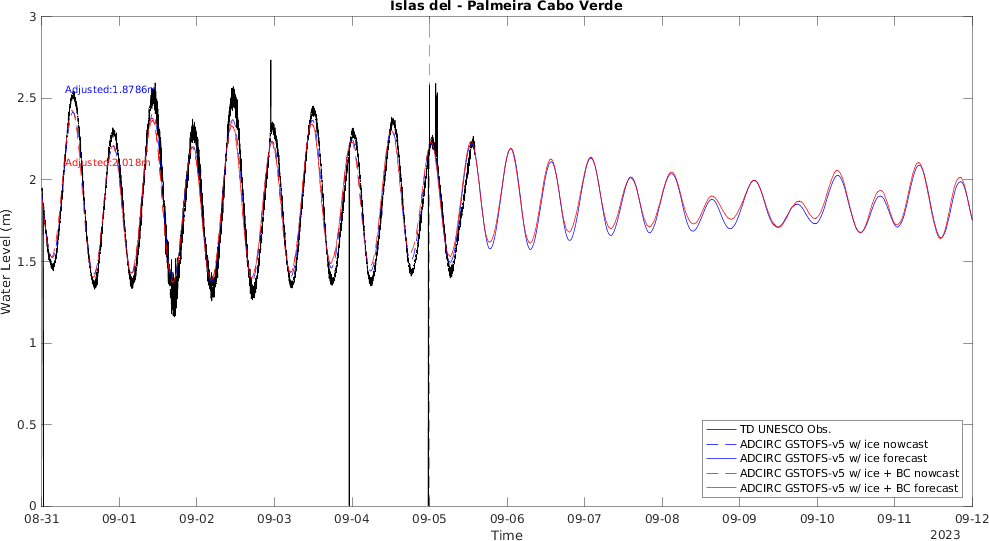 Islas del - Palmeira Cabo Verde
3
2.5
2
1.5
1
0.5
0
Water Level (m)
Adjusted:1.8786m
Adjusted:2.018m
TD UNESCO Obs.
ADCIRC GSTOFS-v5 w/ ice nowcast
ADCIRC GSTOFS-v5 w/ ice forecast
ADCIRC GSTOFS-v5 w/ ice + BC nowcast
ADCIRC GSTOFS-v5 w/ ice + BC forecast
08-31 09-01 09-02 09-03 09-04 09-05 09-06 09-07 09-08 09-09 09-10 09-11 09-12
Time
2023